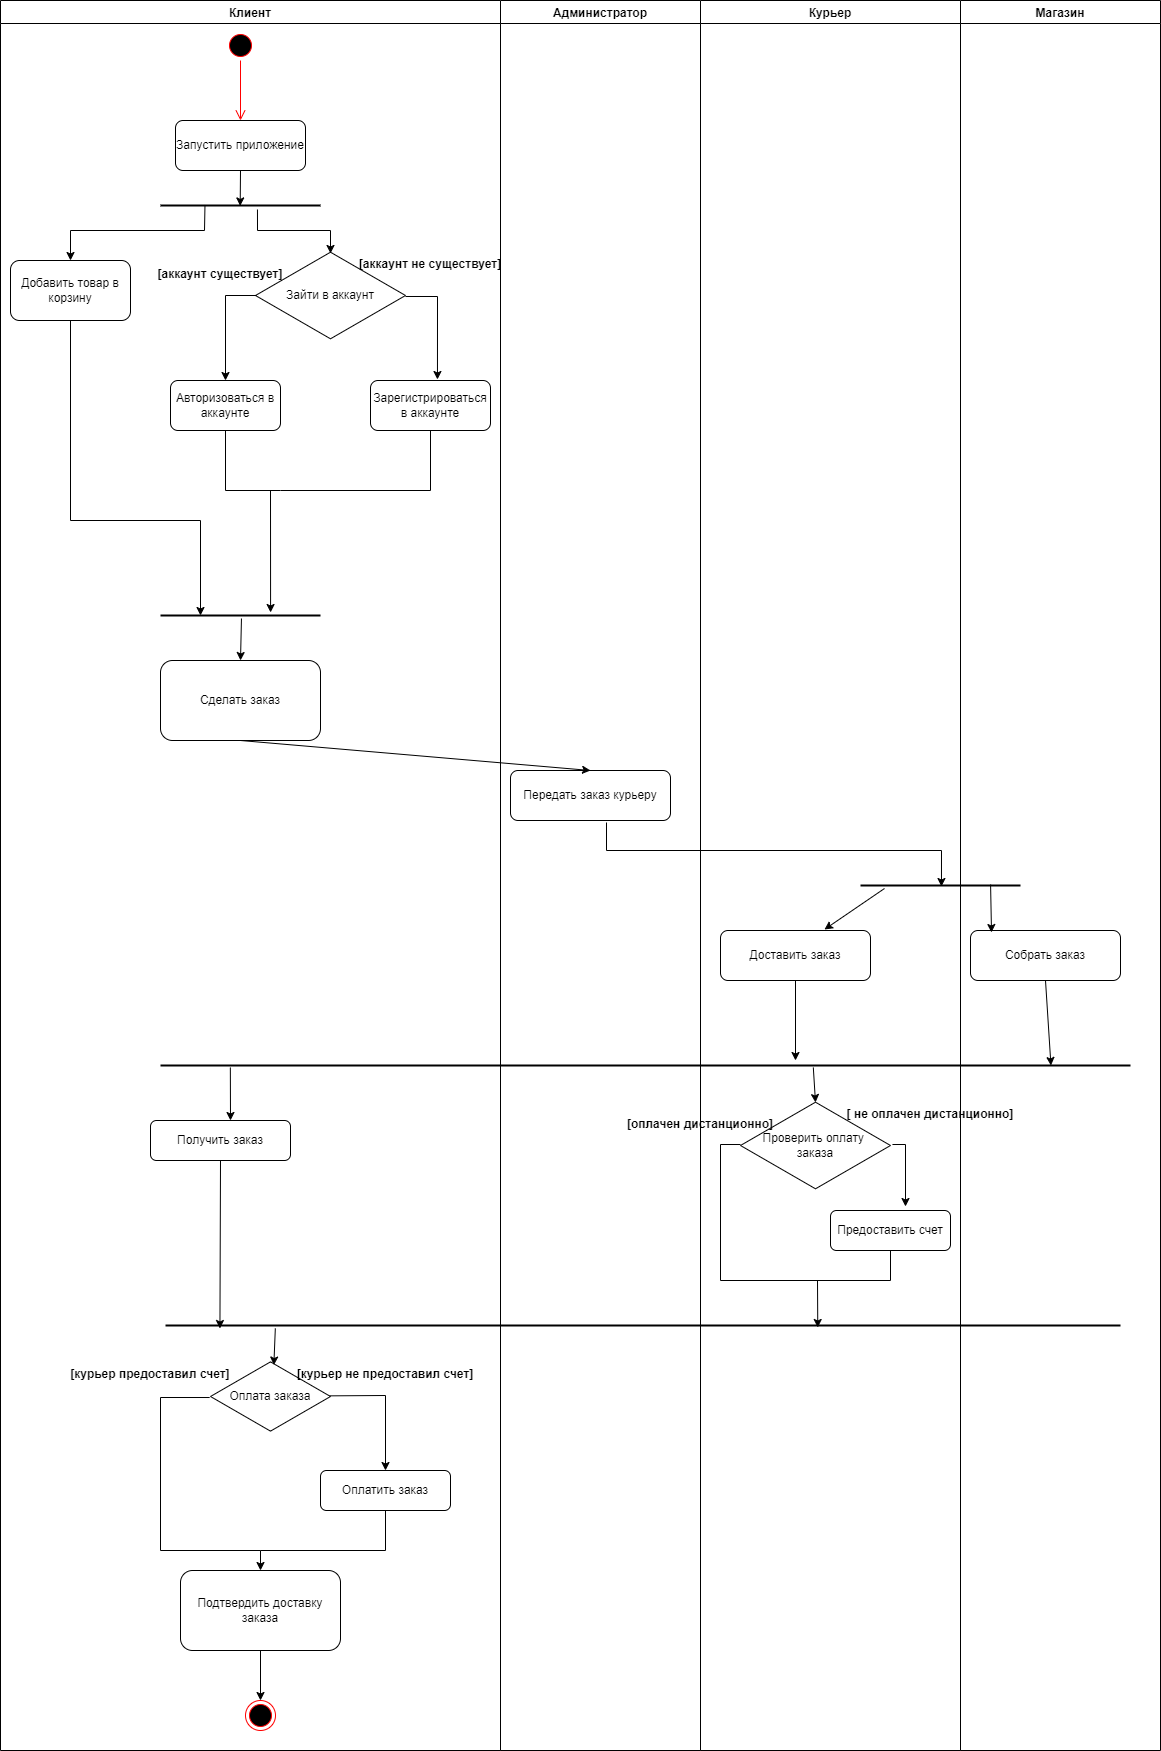 Клиент
Администратор
Курьер
Магазин
Запустить приложение
[аккаунт не существует]
[аккаунт существует]
Добавить товар в
корзину
Зайти в аккаунт
Авторизоваться в
аккаунте
Зарегистрироваться
в аккаунте
Сделать заказ
Передать заказ курьеру
Доставить заказ
Собрать заказ
[ не оплачен дистанционно]
[оплачен дистанционно]
Получить заказ
Проверить оплату
заказа
Предоставить счет
[курьер предоставил счет]
[курьер не предоставил счет]
Оплата заказа
Оплатить заказ
Подтвердить доставку
заказа